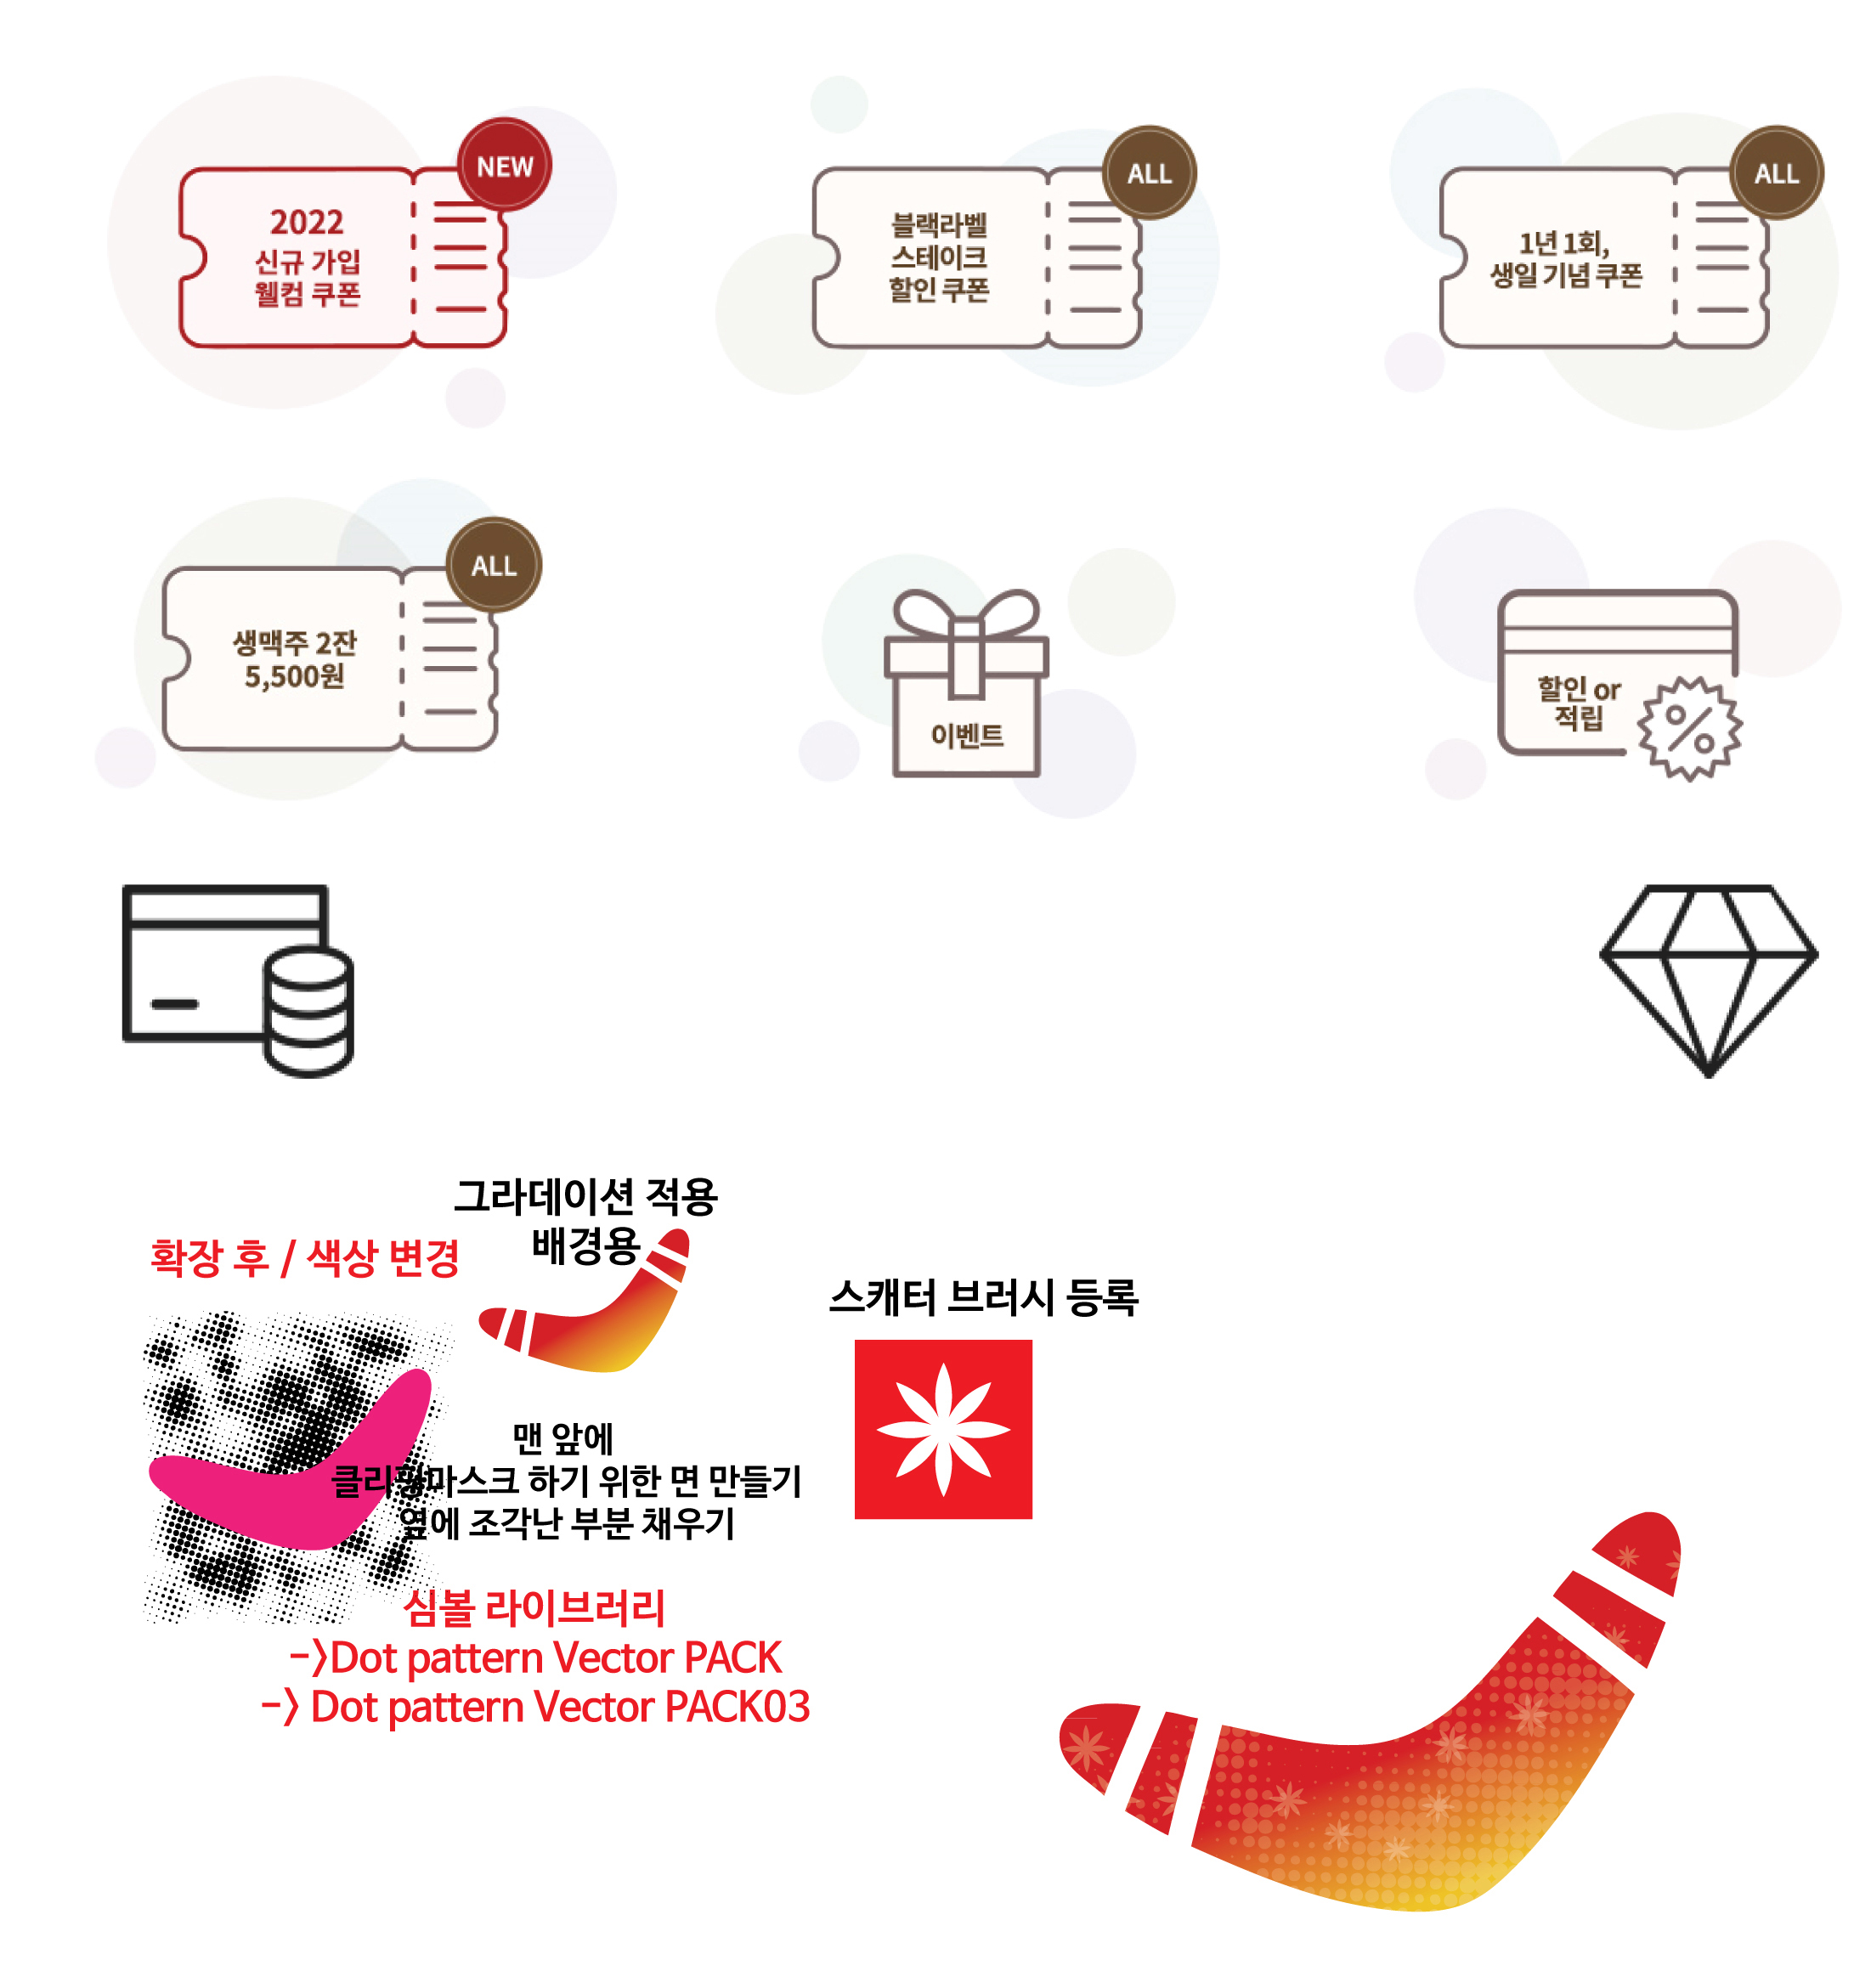 NEW
2022
신규 가입
웰컴 쿠폰
ALL
블랙라벨
스테이크
할인 쿠폰
ALL
1년 1회,
생일 기념 쿠폰
ALL
생맥주 2잔
5,500원
이벤트
할인 or
적립
%
그라데이션 적용
배경용
확장 후 / 색상 변경
스캐터 브러시 등록
맨 앞에
클리핑마스크 하기 위한 면 만들기
옆에 조각난 부분 채우기
심볼 라이브러리
->Dot pattern Vector PACK
-> Dot pattern Vector PACK03